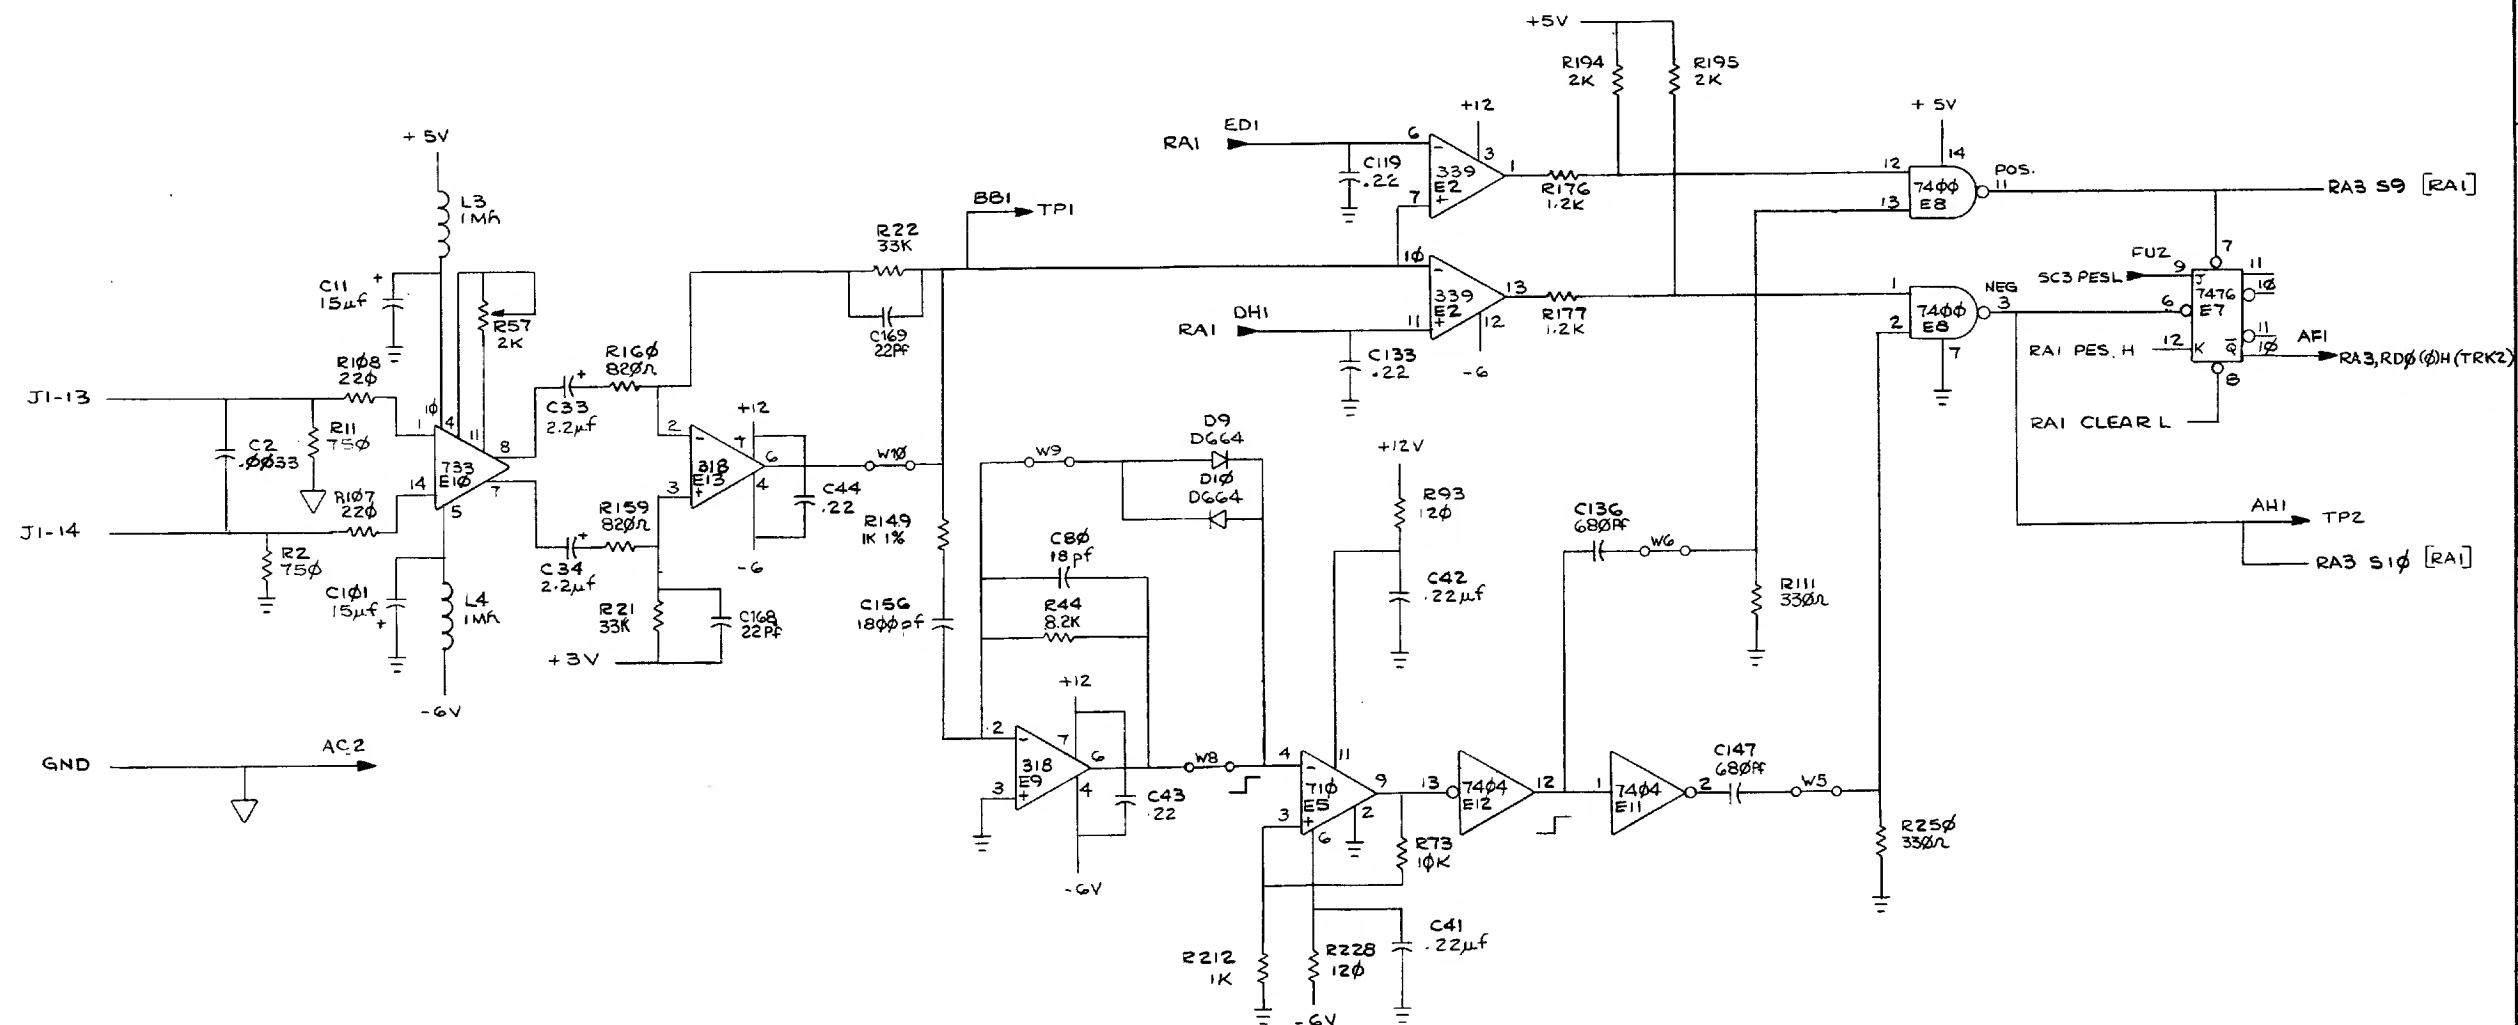 +5V
R194
2K
R195
2K
+12
+ 5V
ED1
RA1
6
-
3
C119
.22
339
E2
1
R176
1.2K
7
+
12
14
7400
E8
13
POS.
11
RA3 S9 [RA1]
+ 5V
L3
1Mh
BB1
TP1
R22
33K
C169
22Pf
10
-
339
E2
13
R177
1.2K
DH1
RA1
11
+
12
-6
C133
.22
1
7400
E8
2
NEG
3
7
FU2
SC3 PESL
9
J
7
11
10
7476
E7
6
RA1 PES. H
12
K
Q
11
10
AF1
RA3,RD0(0)H(TRK2)
8
RA1 CLEAR L
C11
15µf
+
R57
2K
R108
220
R160
820Ω
C33
2.2µf
+
J1-13
10
1
4
11
8
C2
.0033
R11
750
733
E10
14
7
5
R107
220
J1-14
R2
750
C101
15µf
+
L4
1Mh
-6V
+12
2
-
7
318
E13
6
3
+
4
-6
C44
.22
W10
R159
820Ω
C34
2.2µf
+
R21
33K
C168
22Pf
+3V
R149
1K 1%
C156
1800pf
W9
D9
D664
D10
D664
C80
18pf
R44
8.2K
+12V
R93
120
C42
.22µf
C136
680Pf
W6
R111
330Ω
AH1
TP2
RA3 S10 [RA1]
GND
AC2
+12
2
-
7
318
E9
6
3
+
4
C43
.22
-6V
W8
4
-
11
710
E5
9
3
+
6
2
R73
10K
13
7404
E12
12
1
7404
E11
2
C147
680Pf
W5
R250
330Ω
R212
1K
R228
120
C41
.22µf
-6V